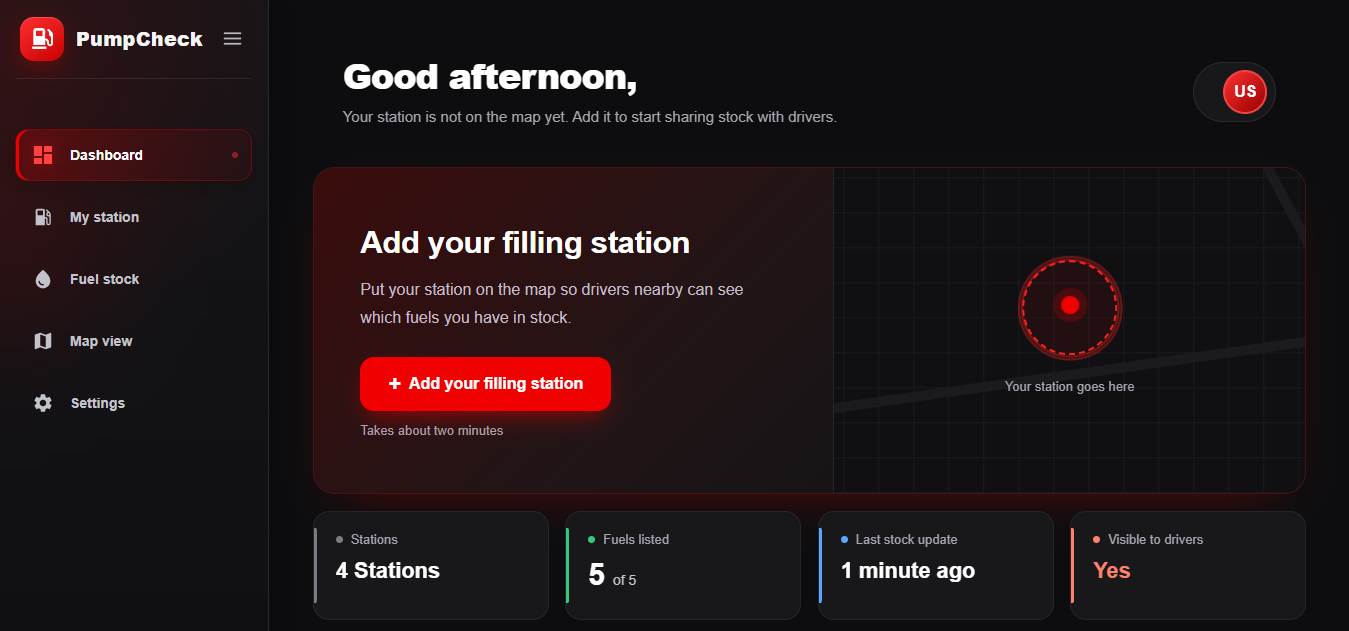 PumpCheck
Dashboard
My station
Fuel stock
Map view
Settings
Good afternoon,
Your station is not on the map yet. Add it to start sharing stock with drivers.
US
Add your filling station
Put your station on the map so drivers nearby can see
which fuels you have in stock.
+ Add your filling station
Takes about two minutes
Your station goes here
Stations
4 Stations
Fuels listed
5 of 5
Last stock update
1 minute ago
Visible to drivers
Yes